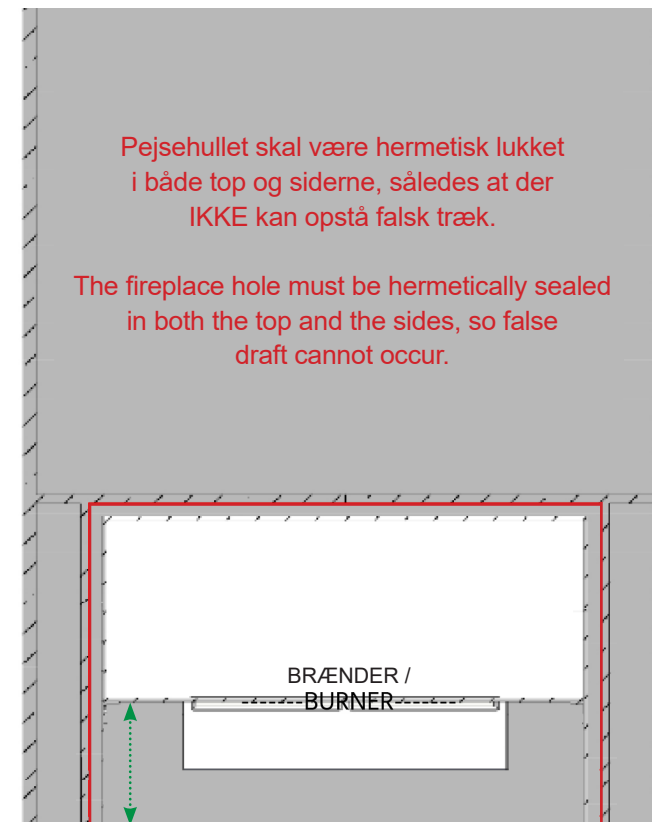 Pejsehullet skal være hermetisk lukket
i både top og siderne, således at der
IKKE kan opstå falsk træk.
The fireplace hole must be hermetically sealed
in both the top and the sides, so false
draft cannot occur.
BRÆNDER /
BURNER